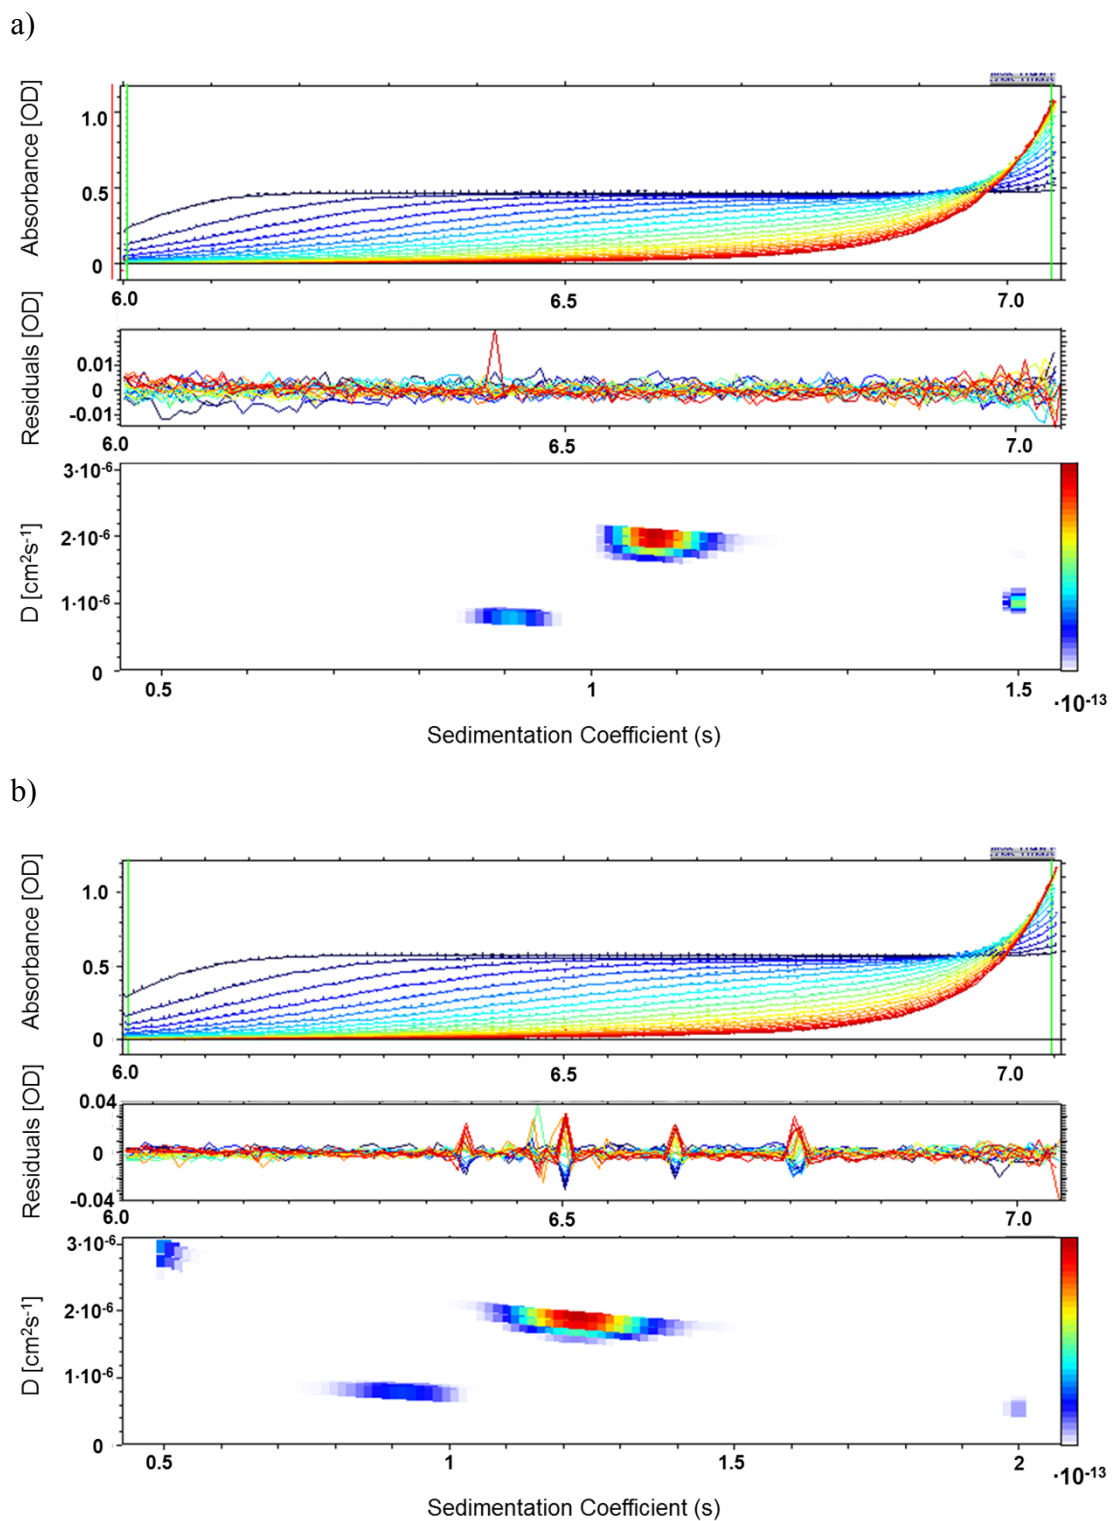 a)
Absorbance [OD]
1.0
0.5
0
6.0 6.5 7.0
Residuals [OD]
0.01
0
-0.01
6.0 6.5 7.0
D [cm²s⁻¹]
3·10⁻⁶
2·10⁻⁶
1·10⁻⁶
0
0.5 1 1.5 ·10⁻¹³
Sedimentation Coefficient (s)
b)
Absorbance [OD]
1.0
0.5
0
6.0 6.5 7.0
Residuals [OD]
0.04
0
-0.04
6.0 6.5 7.0
D [cm²s⁻¹]
3·10⁻⁶
2·10⁻⁶
1·10⁻⁶
0
0.5 1 1.5 2 ·10⁻¹³
Sedimentation Coefficient (s)